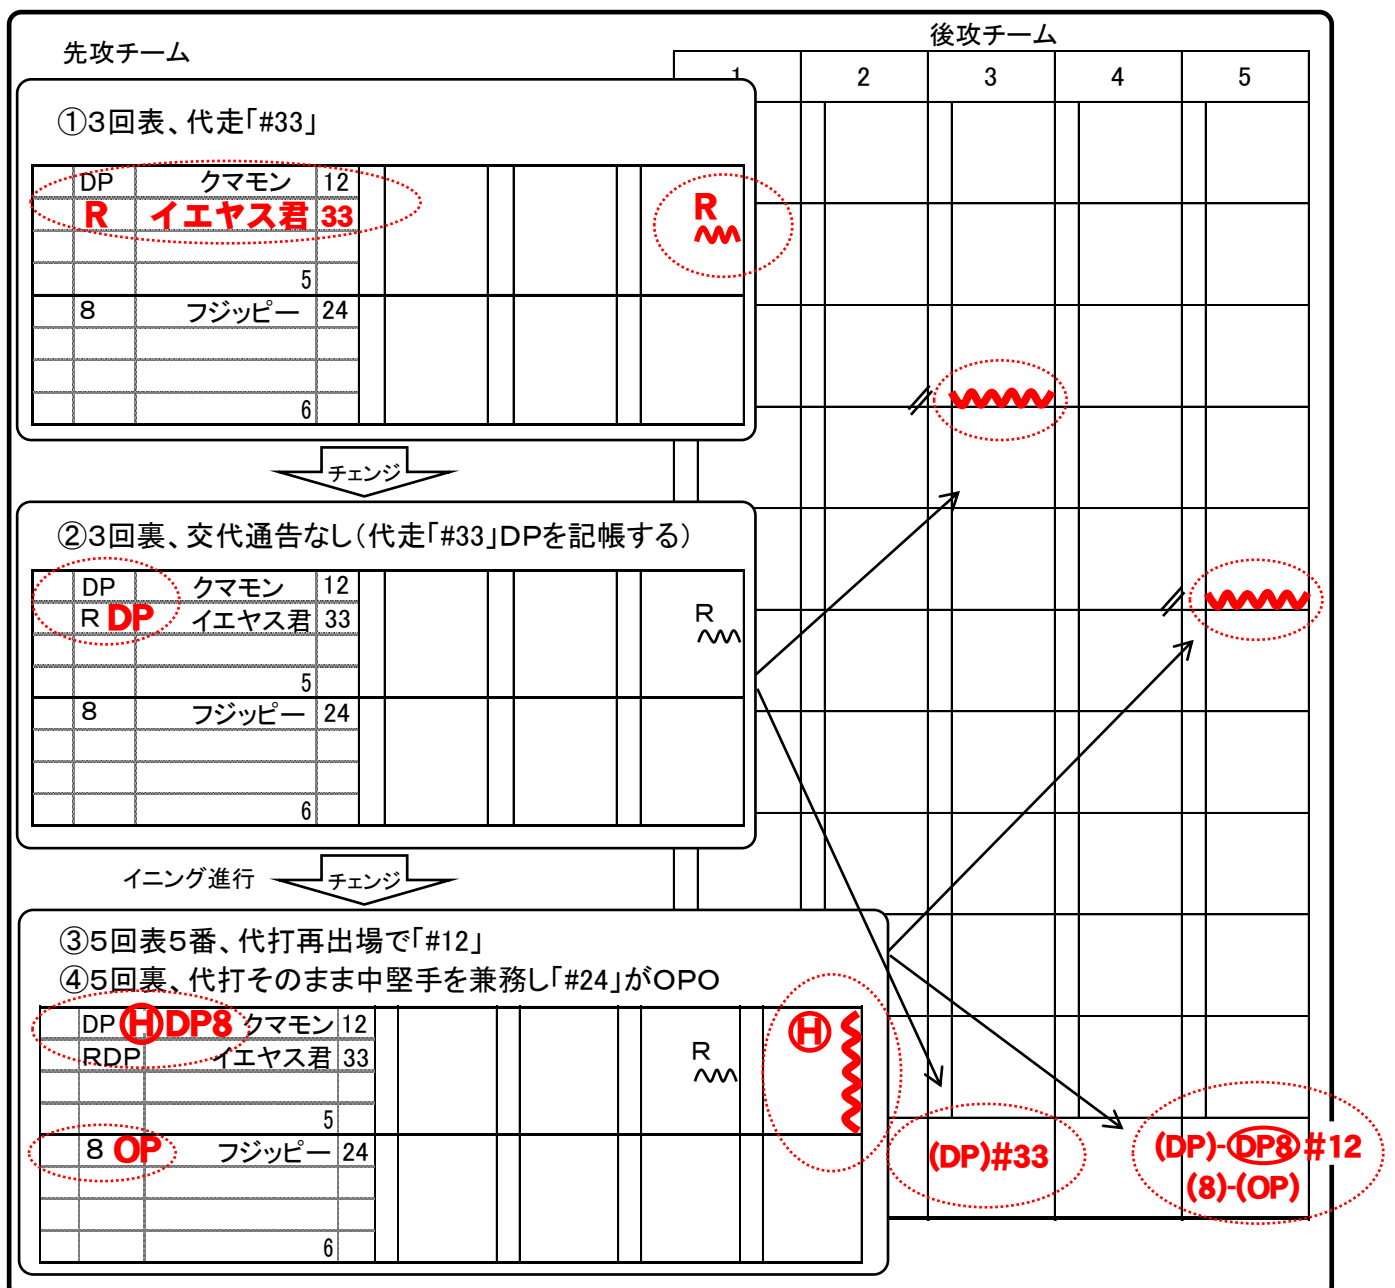 先攻チーム
後攻チーム
1 2 3 4 5
①3回表、代走「#33」
DP クマモン 12
R イエヤス君 33
R
5
8 フジッピー 24
6
チェンジ
②3回裏、交代通告なし(代走「#33」DPを記帳する)
DP クマモン 12
R DP イエヤス君 33
R
5
8 フジッピー 24
6
イニング進行 チェンジ
③5回表5番、代打再出場で「#12」
④5回裏、代打そのまま中堅手を兼務し「#24」がOPO
DP Ⓗ DP8 クマモン 12
Ⓗ
RDP イエヤス君 33
R
5
8 OP フジッピー 24
6
(DP)#33
(DP)-DP8 #12
(8)-(OP)